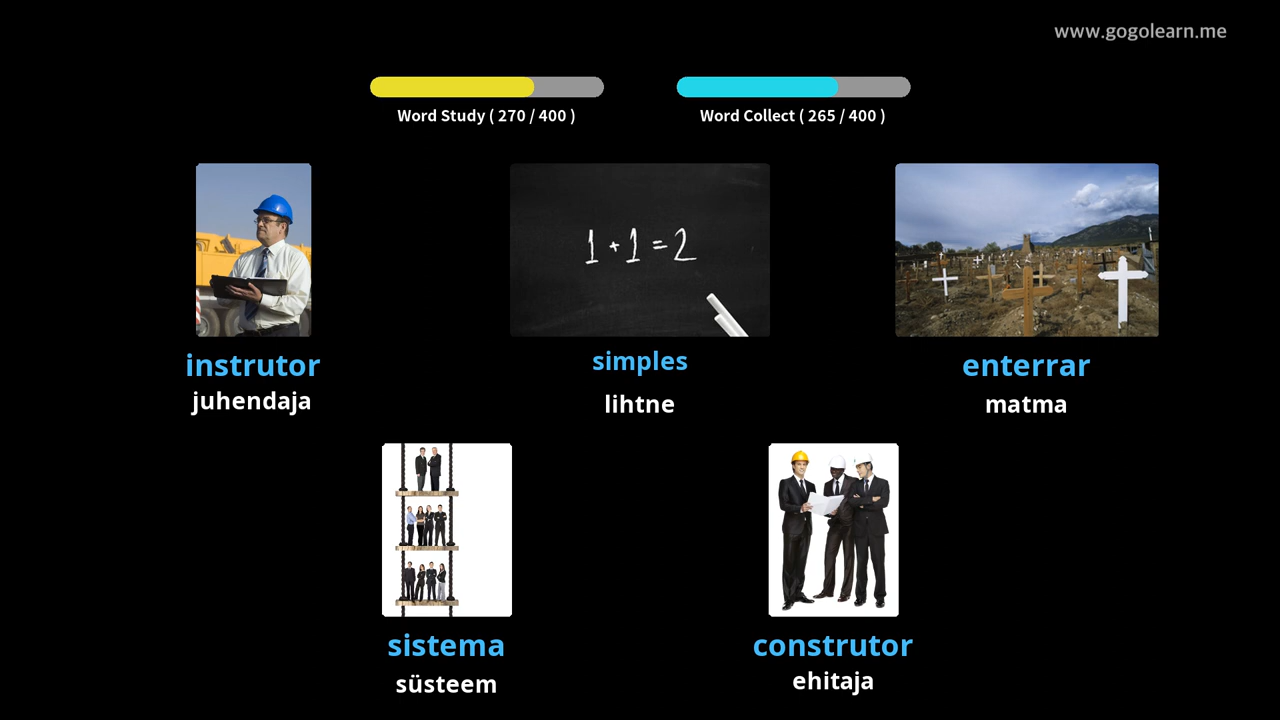 www.gogolearn.me
Word Study ( 270 / 400 )
Word Collect ( 265 / 400 )
1 + 1 = 2
instrutor
juhendaja
simples
lihtne
enterrar
matma
sistema
süsteem
construtor
ehitaja